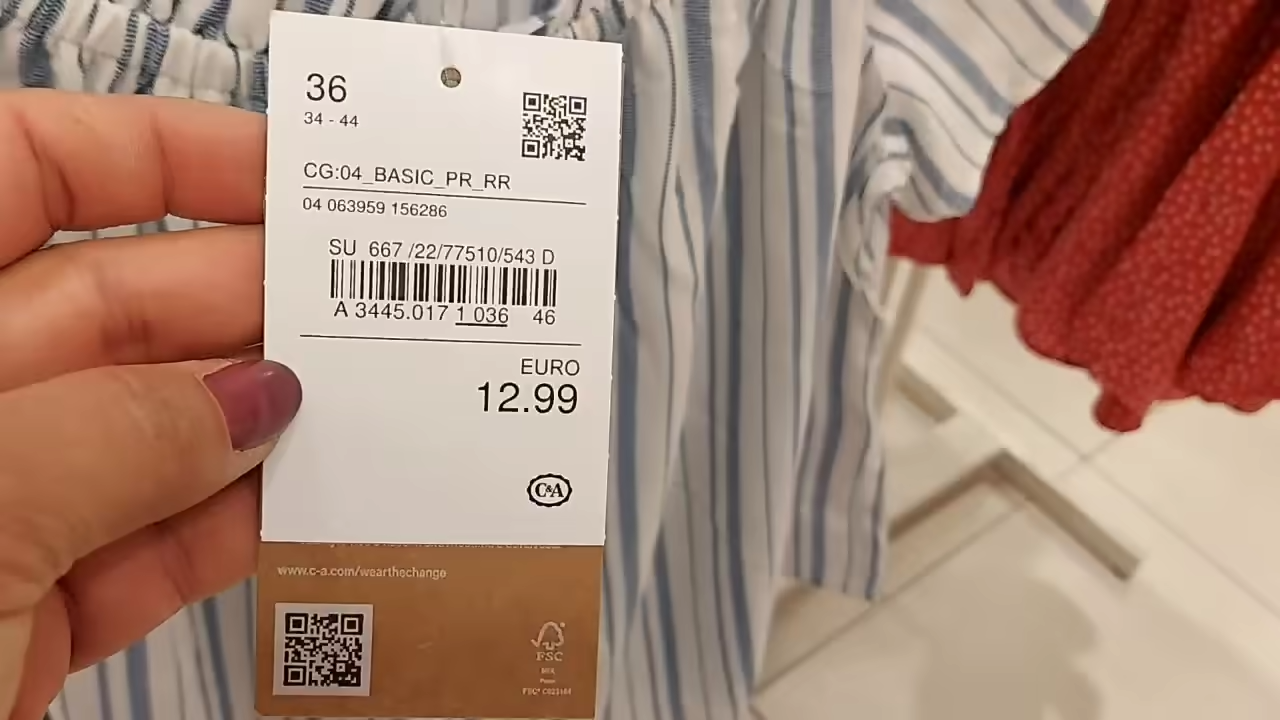 36
34 - 44
CG:04_BASIC_PR_RR
04 063959 156286
SU 667 /22/77510/543 D
A 3445.017 1 036 46
EURO
12.99
C&A
www.c-a.com/wearthechange
FSC
MIX